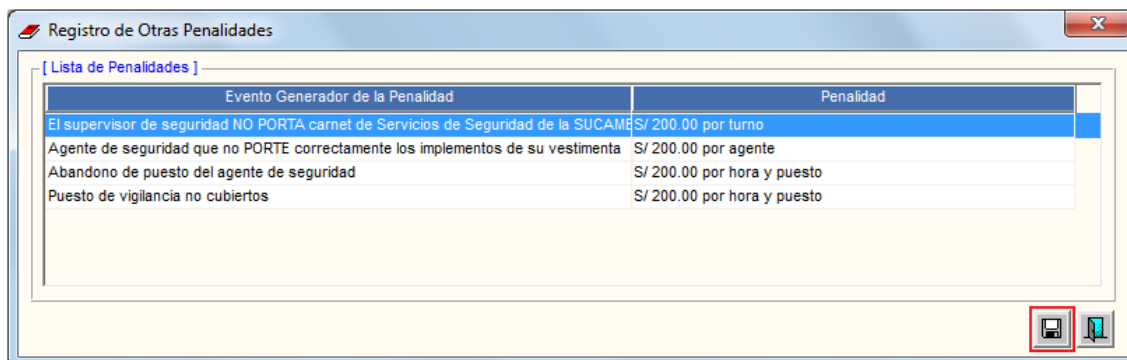 Registro de Otras Penalidades
[ Lista de Penalidades ]
Evento Generador de la Penalidad Penalidad
El supervisor de seguridad NO PORTA carnet de Servicios de Seguridad de la SUCAME S/ 200.00 por turno
Agente de seguridad que no PORTE correctamente los implementos de su vestimenta S/ 200.00 por agente
Abandono de puesto del agente de seguridad S/ 200.00 por hora y puesto
Puesto de vigilancia no cubiertos S/ 200.00 por hora y puesto